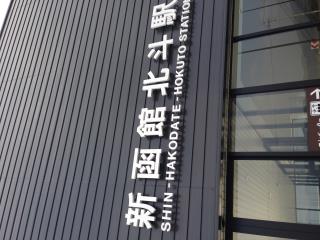 新函館北斗駅
SHIN-HAKODATE-HOKUTO STATION